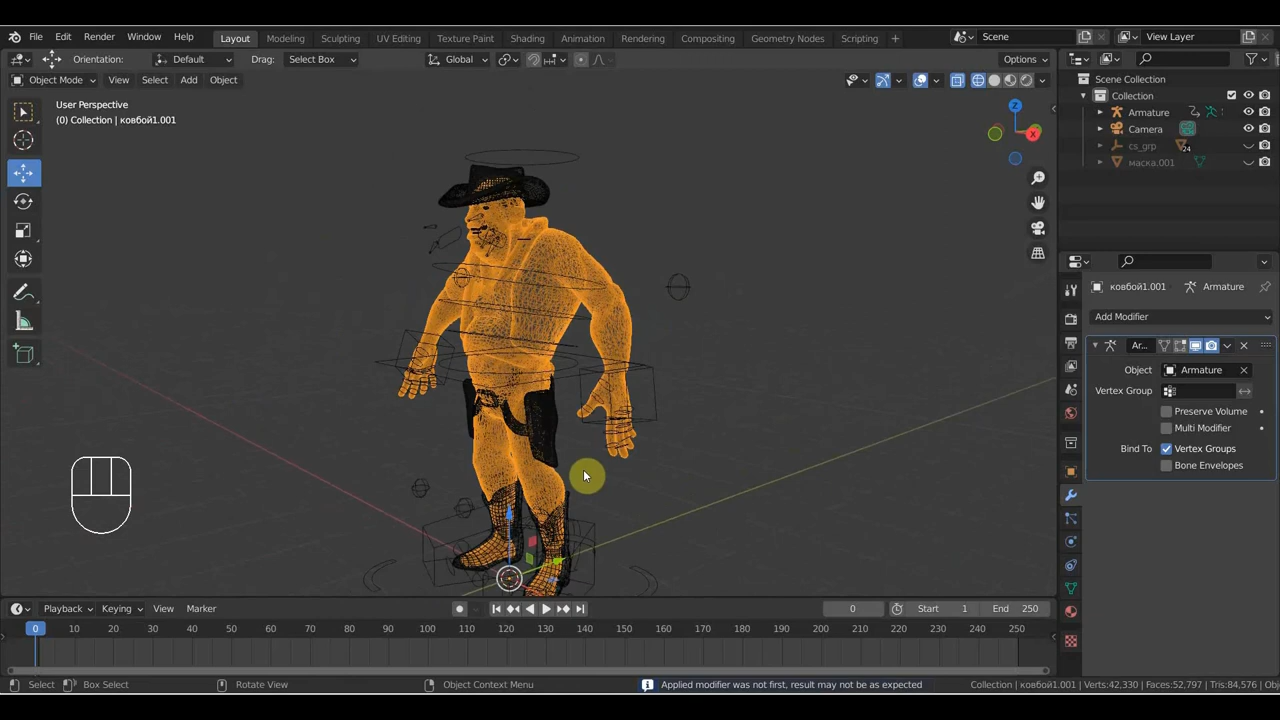 File Edit Render Window Help Layout Modeling Sculpting UV Editing Texture Paint Shading Animation Rendering Compositing Geometry Nodes Scripting + Scene View Layer
Orientation: Default Drag: Select Box Global Options
Object Mode View Select Add Object
User Perspective
(0) Collection | ковбой1.001
Z
X
Scene Collection
Collection
Armature
Camera
cs_grp 24
маска.001
ковбой1.001 Armature
Add Modifier
Ar...
Object Armature
Vertex Group
Preserve Volume
Multi Modifier
Bind To Vertex Groups
Bone Envelopes
Playback Keying View Marker 0 Start 1 End 250
0 10 20 30 40 50 60 70 80 90 100 110 120 130 140 150 160 170 180 190 200 210 220 230 240 250
Select Box Select Rotate View Object Context Menu Applied modifier was not first, result may not be as expected Collection | ковбой1.001 | Verts:42,330 | Faces:52,797 | Tris:84,576 | Ob